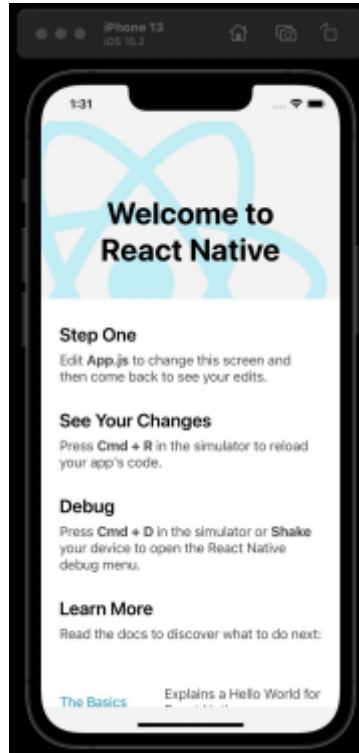 iPhone 13
iOS 15.2
1:31
Welcome to
React Native
Step One
Edit App.js to change this screen and
then come back to see your edits.
See Your Changes
Press Cmd + R in the simulator to reload
your app's code.
Debug
Press Cmd + D in the simulator or Shake
your device to open the React Native
debug menu.
Learn More
Read the docs to discover what to do next:
The Basics
Explains a Hello World for